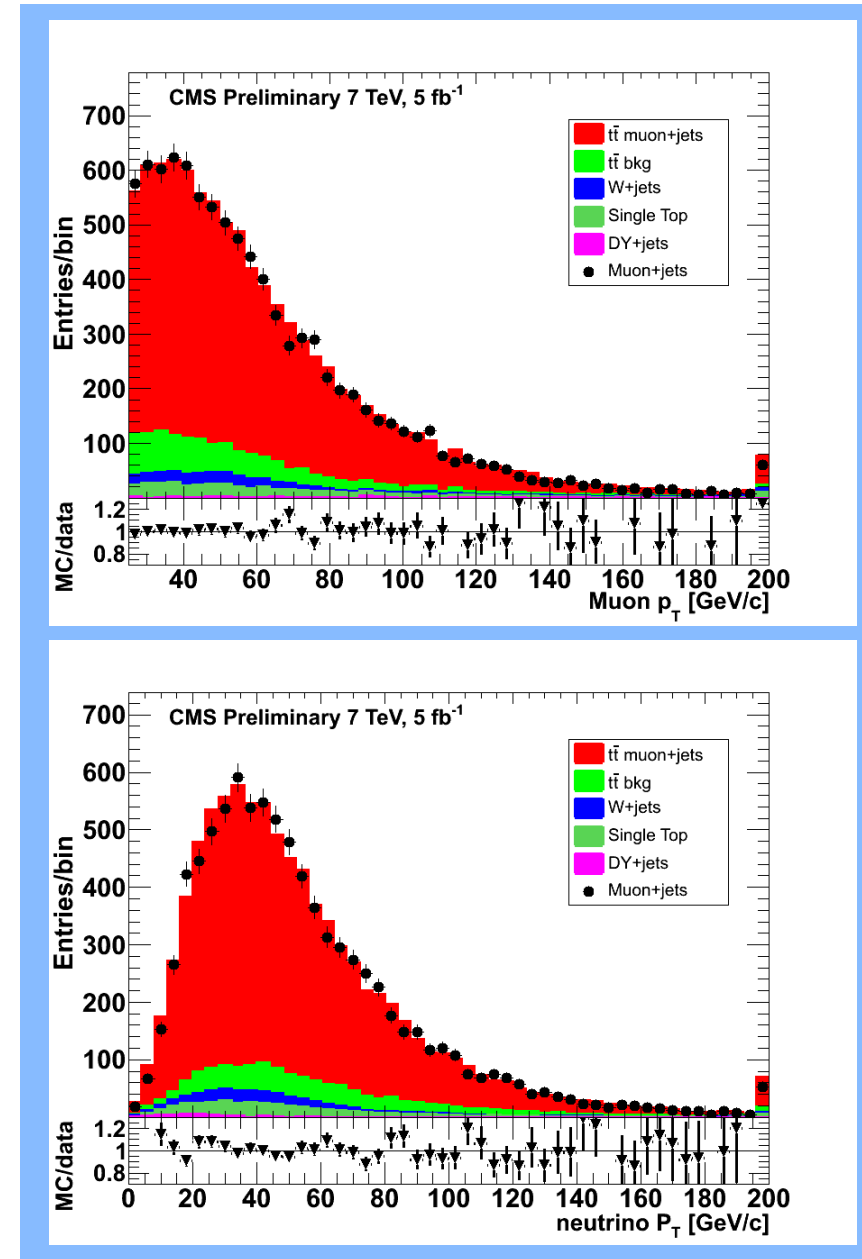 CMS Preliminary 7 TeV, 5 fb⁻¹
700
600
500
400
300
200
100
Entries/bin
tt̄ muon+jets
tt̄ bkg
W+jets
Single Top
DY+jets
Muon+jets
1.2
1
0.8
MC/data
40 60 80 100 120 140 160 180 200
Muon p_T [GeV/c]
CMS Preliminary 7 TeV, 5 fb⁻¹
700
600
500
400
300
200
100
Entries/bin
tt̄ muon+jets
tt̄ bkg
W+jets
Single Top
DY+jets
Muon+jets
1.2
1
0.8
MC/data
0 20 40 60 80 100 120 140 160 180 200
neutrino P_T [GeV/c]